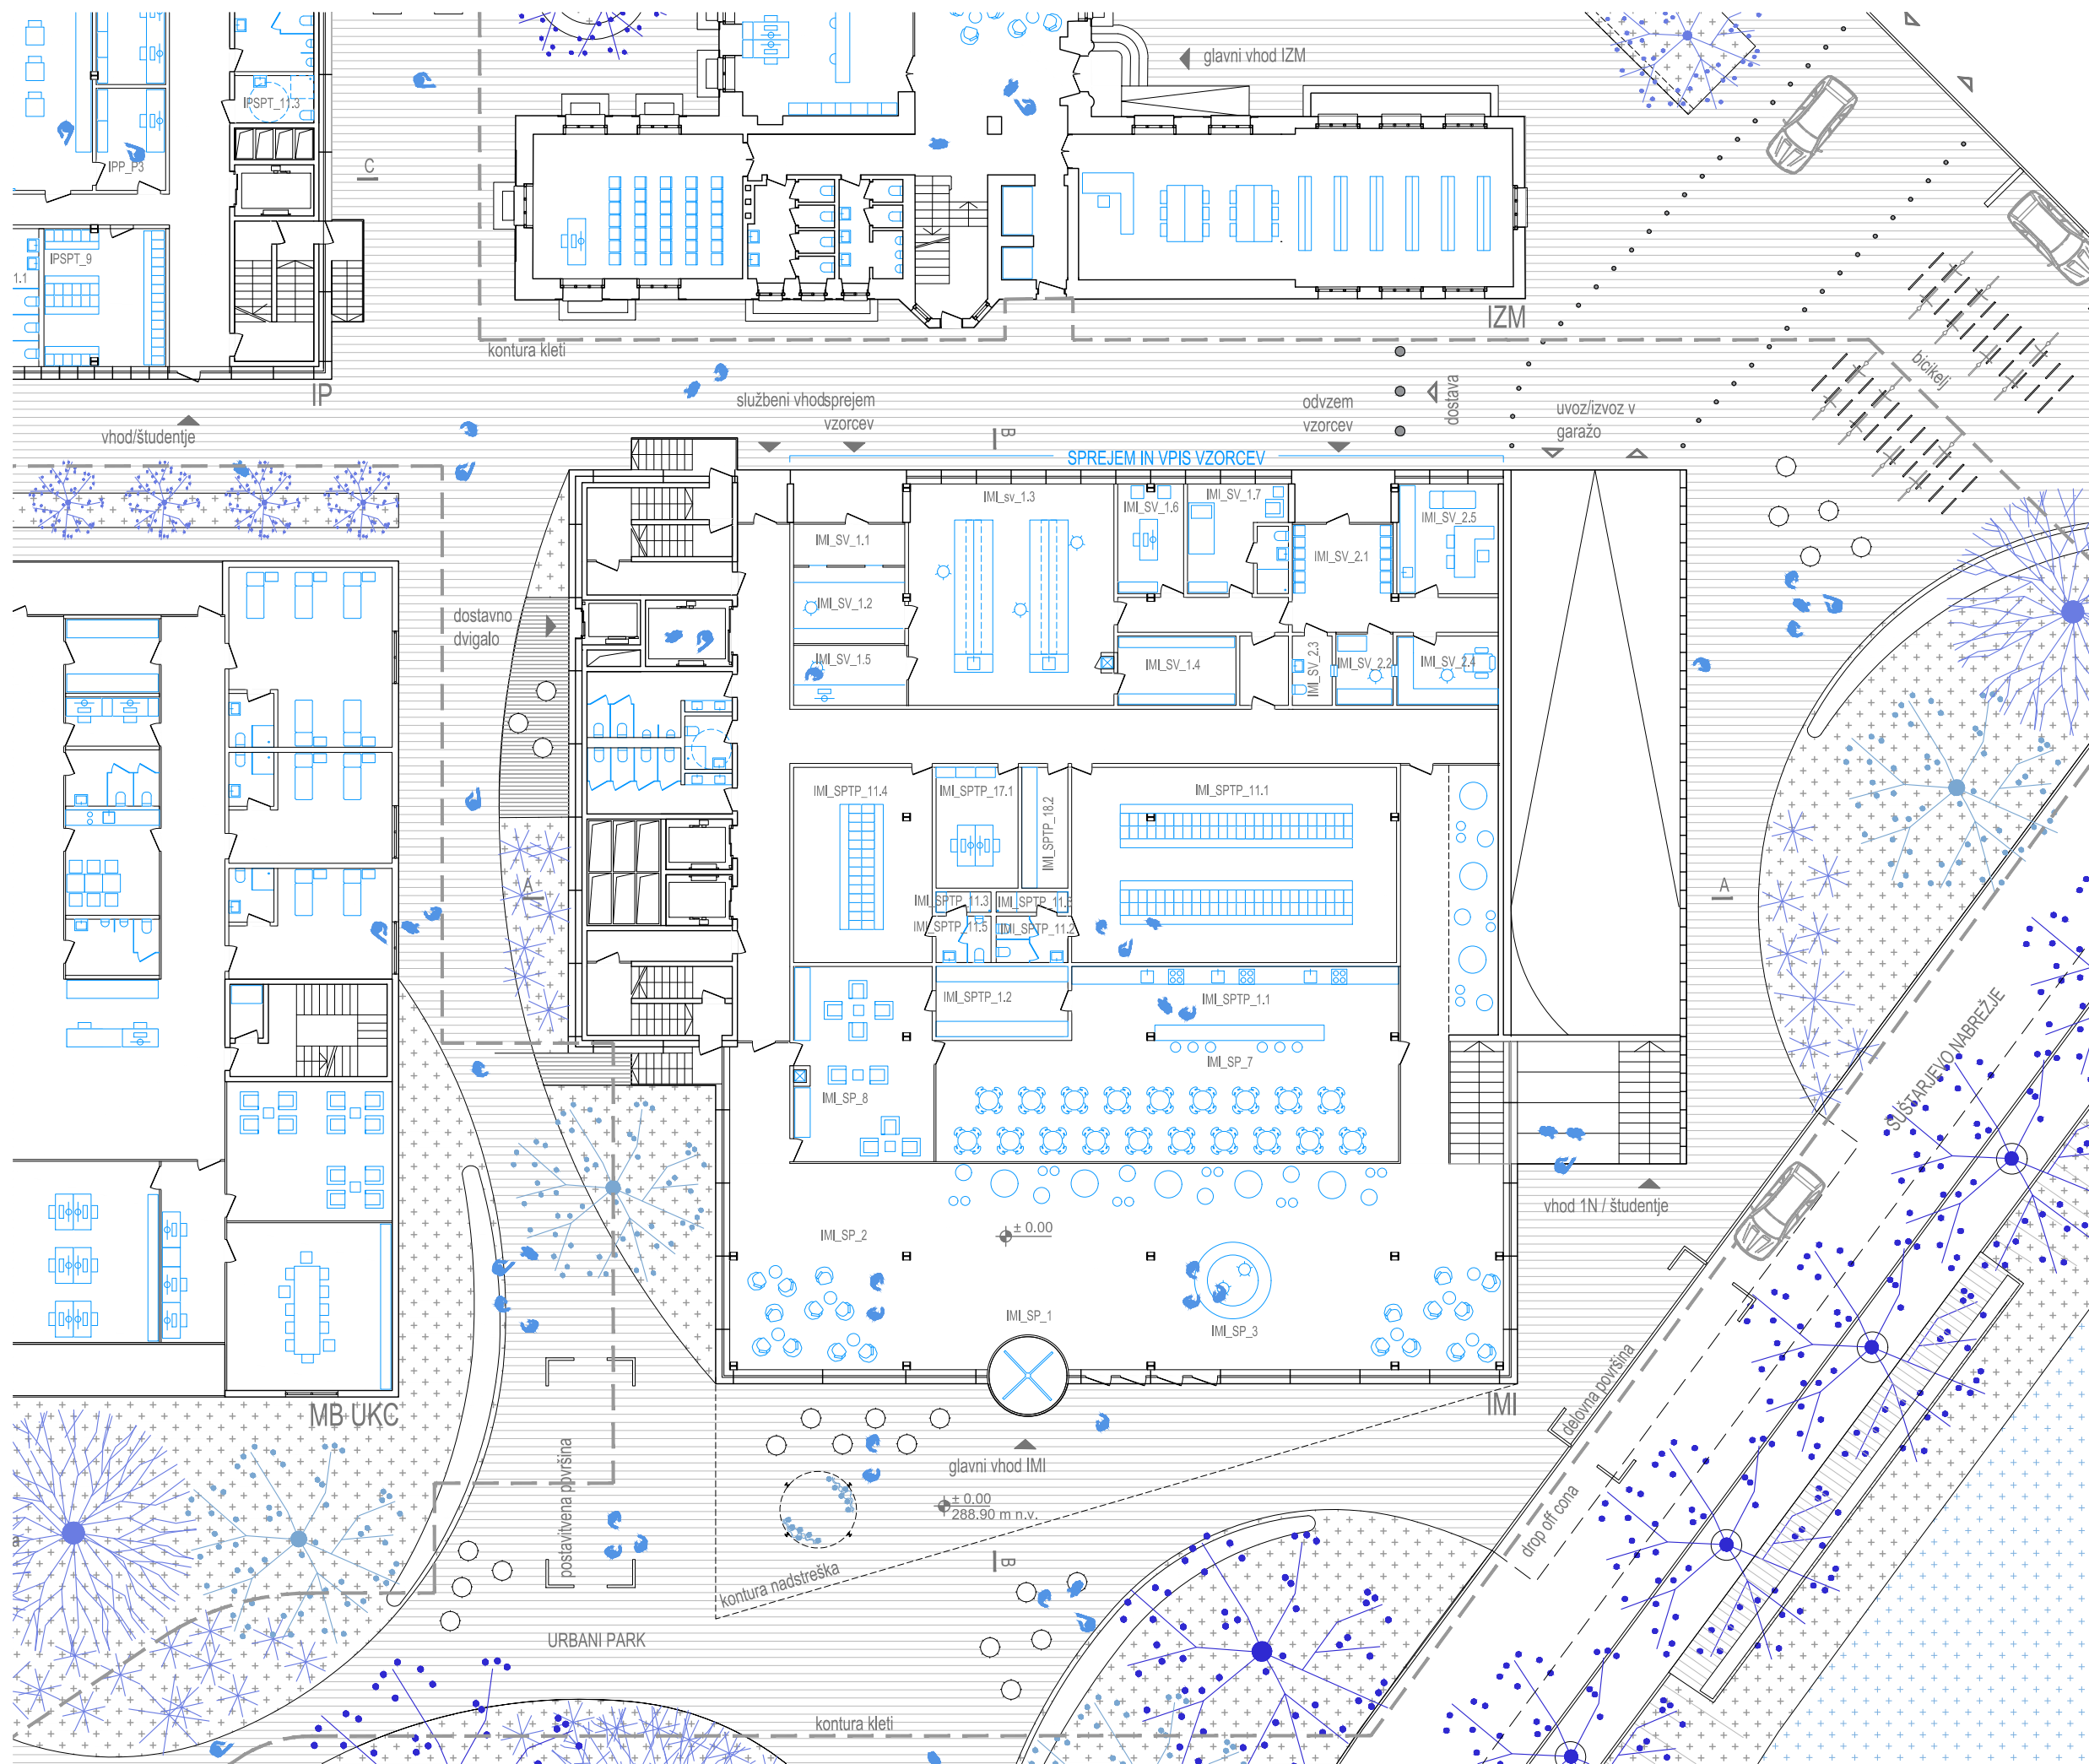 glavni vhod IZM
IPSPT_11.3
IPP_P3
C
IPSPT_9
1.1
IZM
kontura kleti
IP
vhod/študentje
službeni vhod
sprejem
vzorcev
odvzem
vzorcev
dostava
uvoz/izvoz v
garažo
bicikelj
B
SPREJEM IN VPIS VZORCEV
IMI_sv_1.3
IMI_SV_1.6
IMI_SV_1.7
IMI_SV_2.5
IMI_SV_1.1
IMI_SV_2.1
IMI_SV_1.2
dostavno
dvigalo
IMI_SV_1.5
IMI_SV_1.4
IMI_SV_2.3
IMI_SV_2.2
IMI_SV_2.4
IMI_SPTP_11.4
IMI_SPTP_17.1
IMI_SPTP_18.2
IMI_SPTP_11.1
A
A
IMI_SPTP_11.3
IMI_SPTP_11.
IMI_SPTP_11.5
IMI_SPTP_11.2
IMI_SPTP_1.2
IMI_SPTP_1.1
IMI_SP_7
IMI_SP_8
ŠUŠTARJEVO NABREŽJE
vhod 1N / študentje
IMI_SP_2
± 0.00
IMI_SP_1
IMI_SP_3
MB UKC
IMI
delovna površina
postavitvena površina
glavni vhod IMI
± 0.00
288.90 m n.v.
drop off cona
B
kontura nadstreška
URBANI PARK
kontura kleti